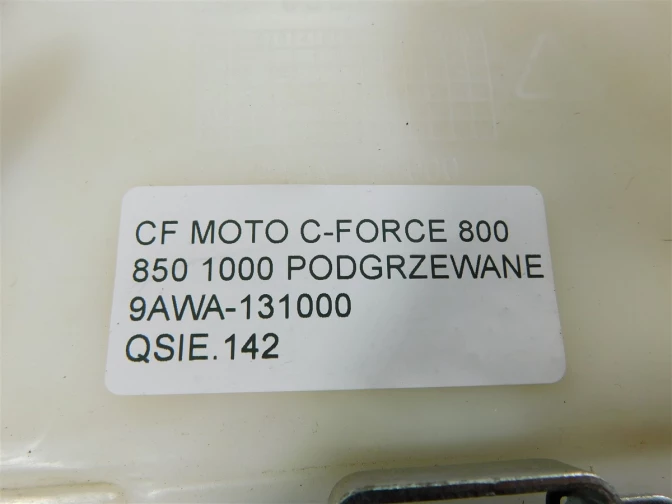 CF MOTO C-FORCE 800
850 1000 PODGRZEWANE
9AWA-131000
QSIE.142